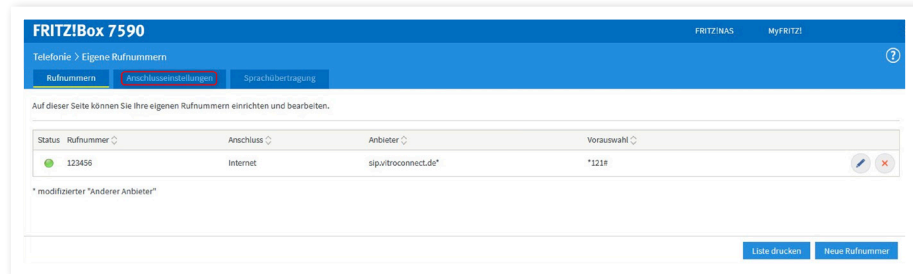 FRITZ!Box 7590
FRITZ!NAS MyFRITZ!
Telefonie > Eigene Rufnummern
?
Rufnummern Anschlusseinstellungen Sprachübertragung
Auf dieser Seite können Sie Ihre eigenen Rufnummern einrichten und bearbeiten.
Status Rufnummer Anschluss Anbieter Vorauswahl
123456 Internet sip.vitroconnect.de* *121#
* modifizierter "Anderer Anbieter"
Liste drucken Neue Rufnummer